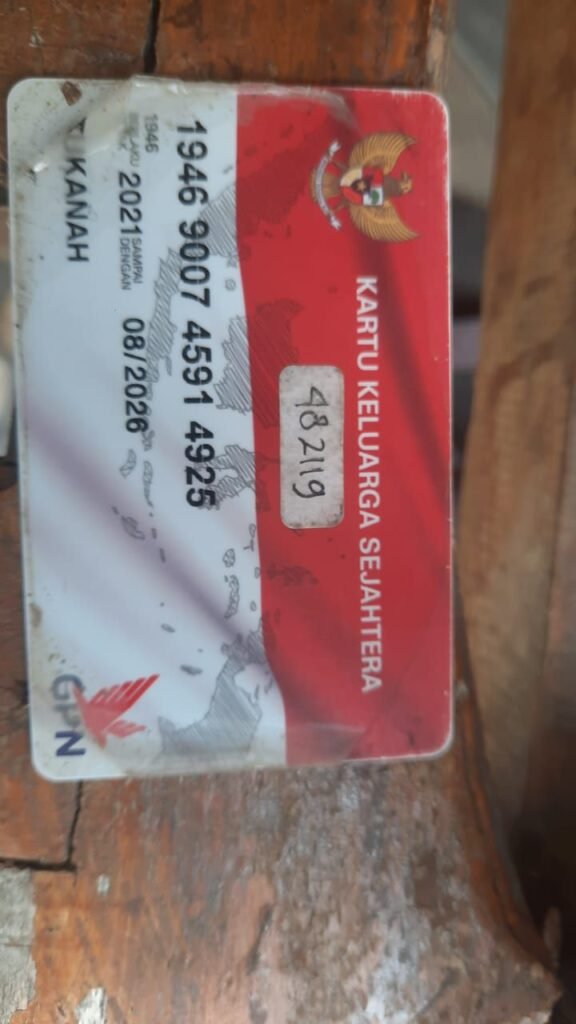 KARTU KELUARGA SEJAHTERA
482119
1946 9007 4591 4925
1946
2021 SAMPAI DENGAN 08/2026
GPN